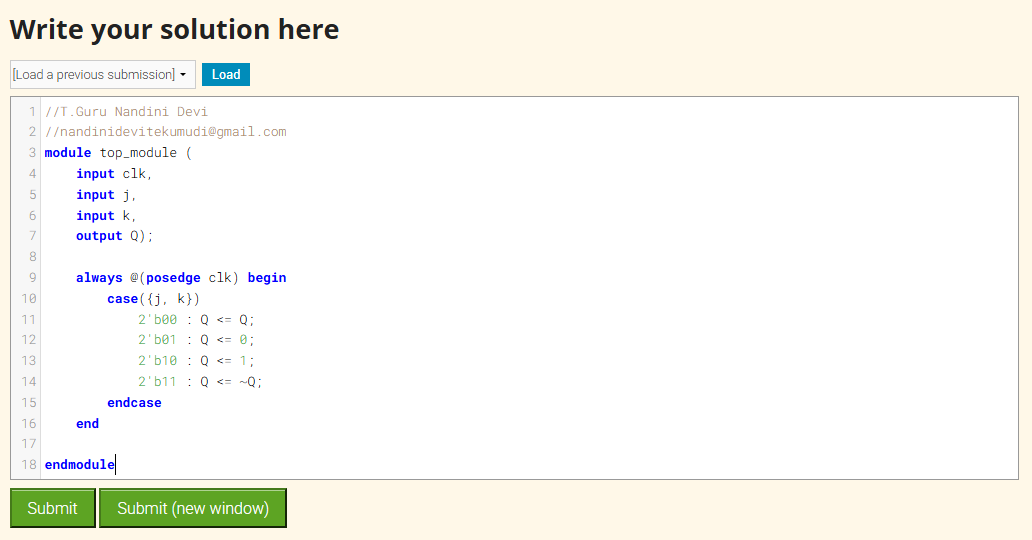 Write your solution here
[Load a previous submission] Load
1 //T.Guru Nandini Devi
2 //nandinidevitekumudi@gmail.com
3 module top_module (
4     input clk,
5     input j,
6     input k,
7     output Q);
8
9     always @(posedge clk) begin
10         case({j, k})
11             2'b00 : Q <= Q;
12             2'b01 : Q <= 0;
13             2'b10 : Q <= 1;
14             2'b11 : Q <= ~Q;
15         endcase
16     end
17
18 endmodule
Submit Submit (new window)